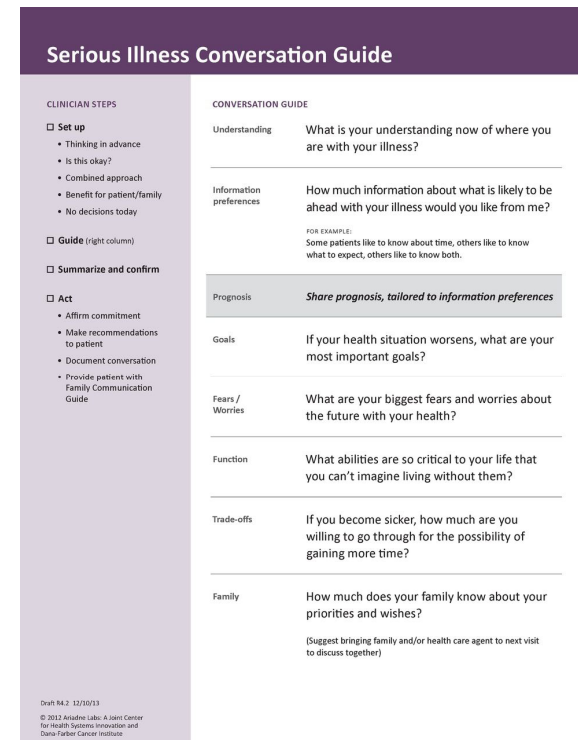 Serious Illness Conversation Guide
CLINICIAN STEPS
☐ Set up
• Thinking in advance
• Is this okay?
• Combined approach
• Benefit for patient/family
• No decisions today
☐ Guide (right column)
☐ Summarize and confirm
☐ Act
• Affirm commitment
• Make recommendations
to patient
• Document conversation
• Provide patient with
Family Communication
Guide
Draft R4.2 12/10/13
© 2012 Ariadne Labs: A Joint Center
for Health Systems Innovation and
Dana-Farber Cancer Institute
CONVERSATION GUIDE
Understanding
What is your understanding now of where you
are with your illness?
Information
preferences
How much information about what is likely to be
ahead with your illness would you like from me?
FOR EXAMPLE:
Some patients like to know about time, others like to know
what to expect, others like to know both.
Prognosis
Share prognosis, tailored to information preferences
Goals
If your health situation worsens, what are your
most important goals?
Fears /
Worries
What are your biggest fears and worries about
the future with your health?
Function
What abilities are so critical to your life that
you can't imagine living without them?
Trade-offs
If you become sicker, how much are you
willing to go through for the possibility of
gaining more time?
Family
How much does your family know about your
priorities and wishes?
(Suggest bringing family and/or health care agent to next visit
to discuss together)